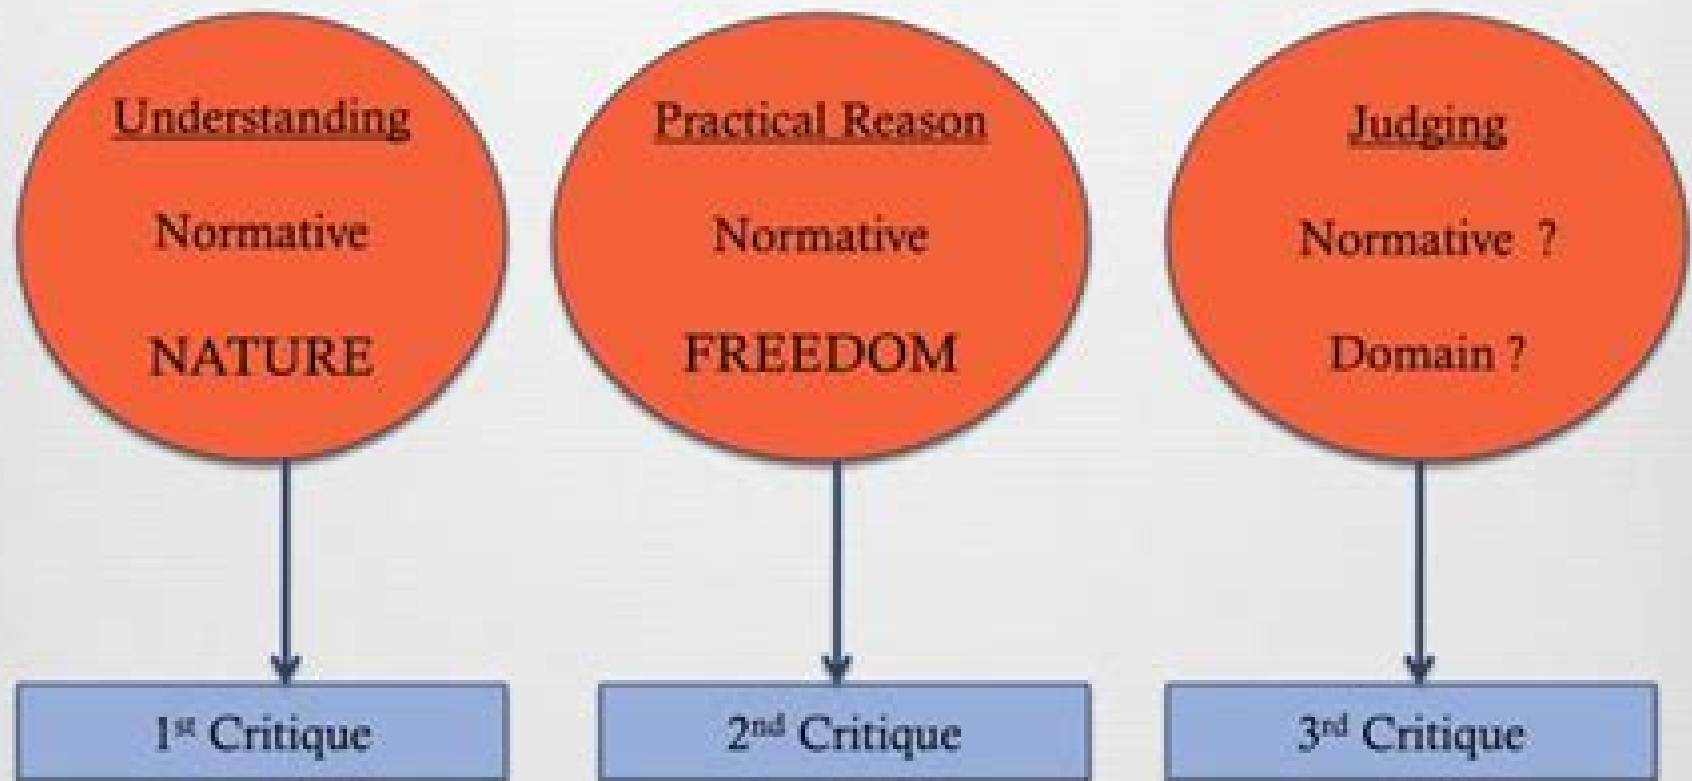 Understanding
Normative
NATURE
Practical Reason
Normative
FREEDOM
Judging
Normative ?
Domain ?
1st Critique
2nd Critique
3rd Critique